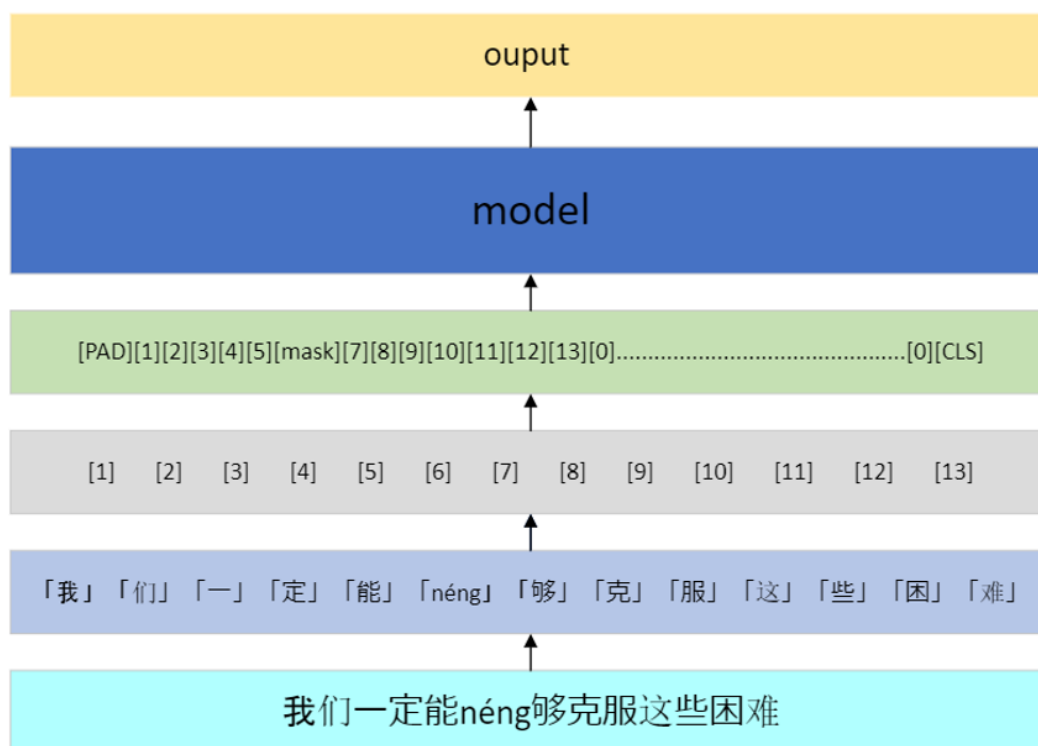 ouput
model
[PAD][1][2][3][4][5][mask][7][8][9][10][11][12][13][0]..............................................[0][CLS]
[1] [2] [3] [4] [5] [6] [7] [8] [9] [10] [11] [12] [13]
「我」「们」「一」「定」「能」「néng」「够」「克」「服」「这」「些」「困」「难」
我们一定能néng够克服这些困难